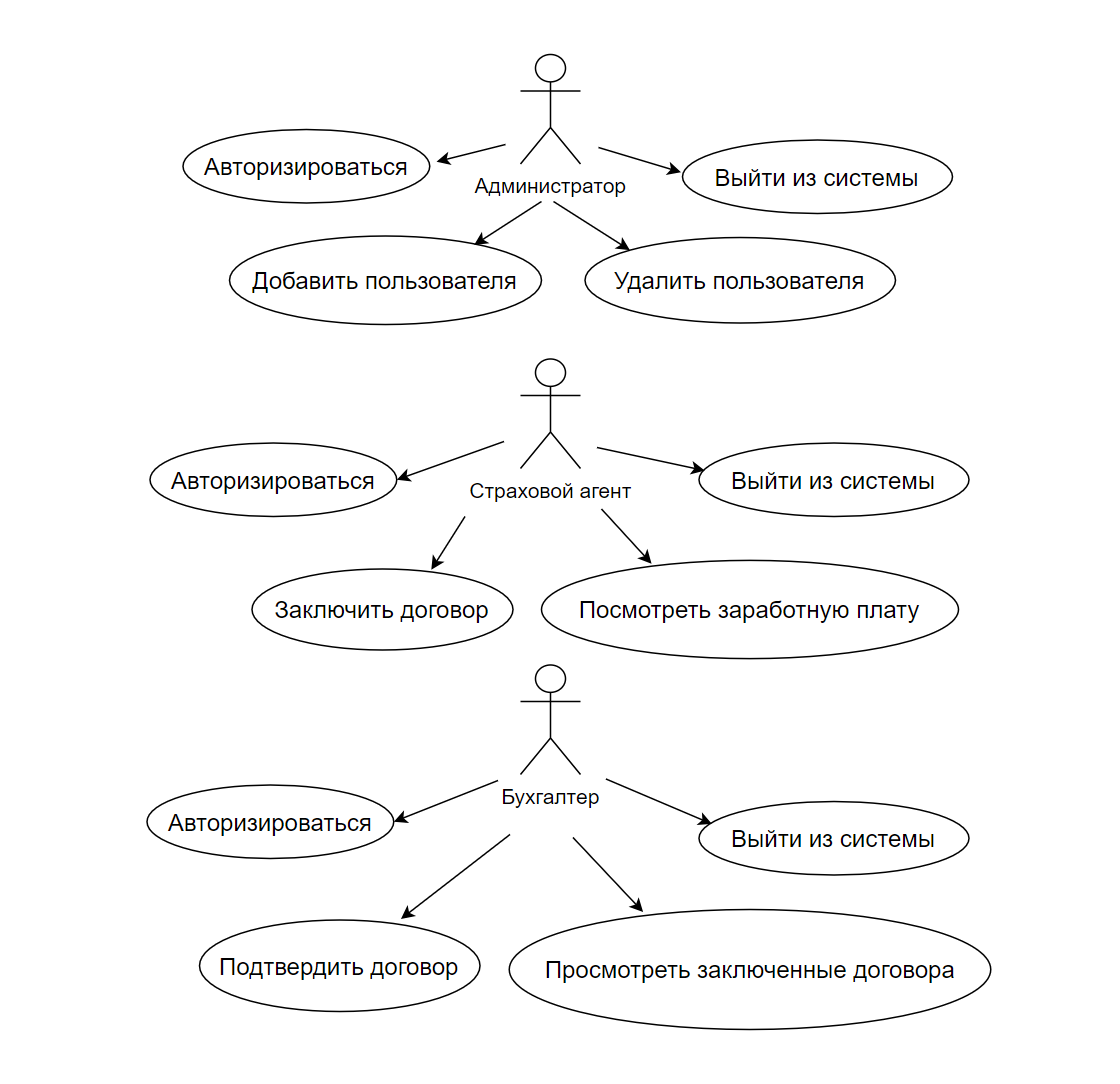 Авторизироваться
Выйти из системы
Администратор
Добавить пользователя
Удалить пользователя
Авторизироваться
Выйти из системы
Страховой агент
Заключить договор
Посмотреть заработную плату
Бухгалтер
Авторизироваться
Выйти из системы
Подтвердить договор
Просмотреть заключенные договора